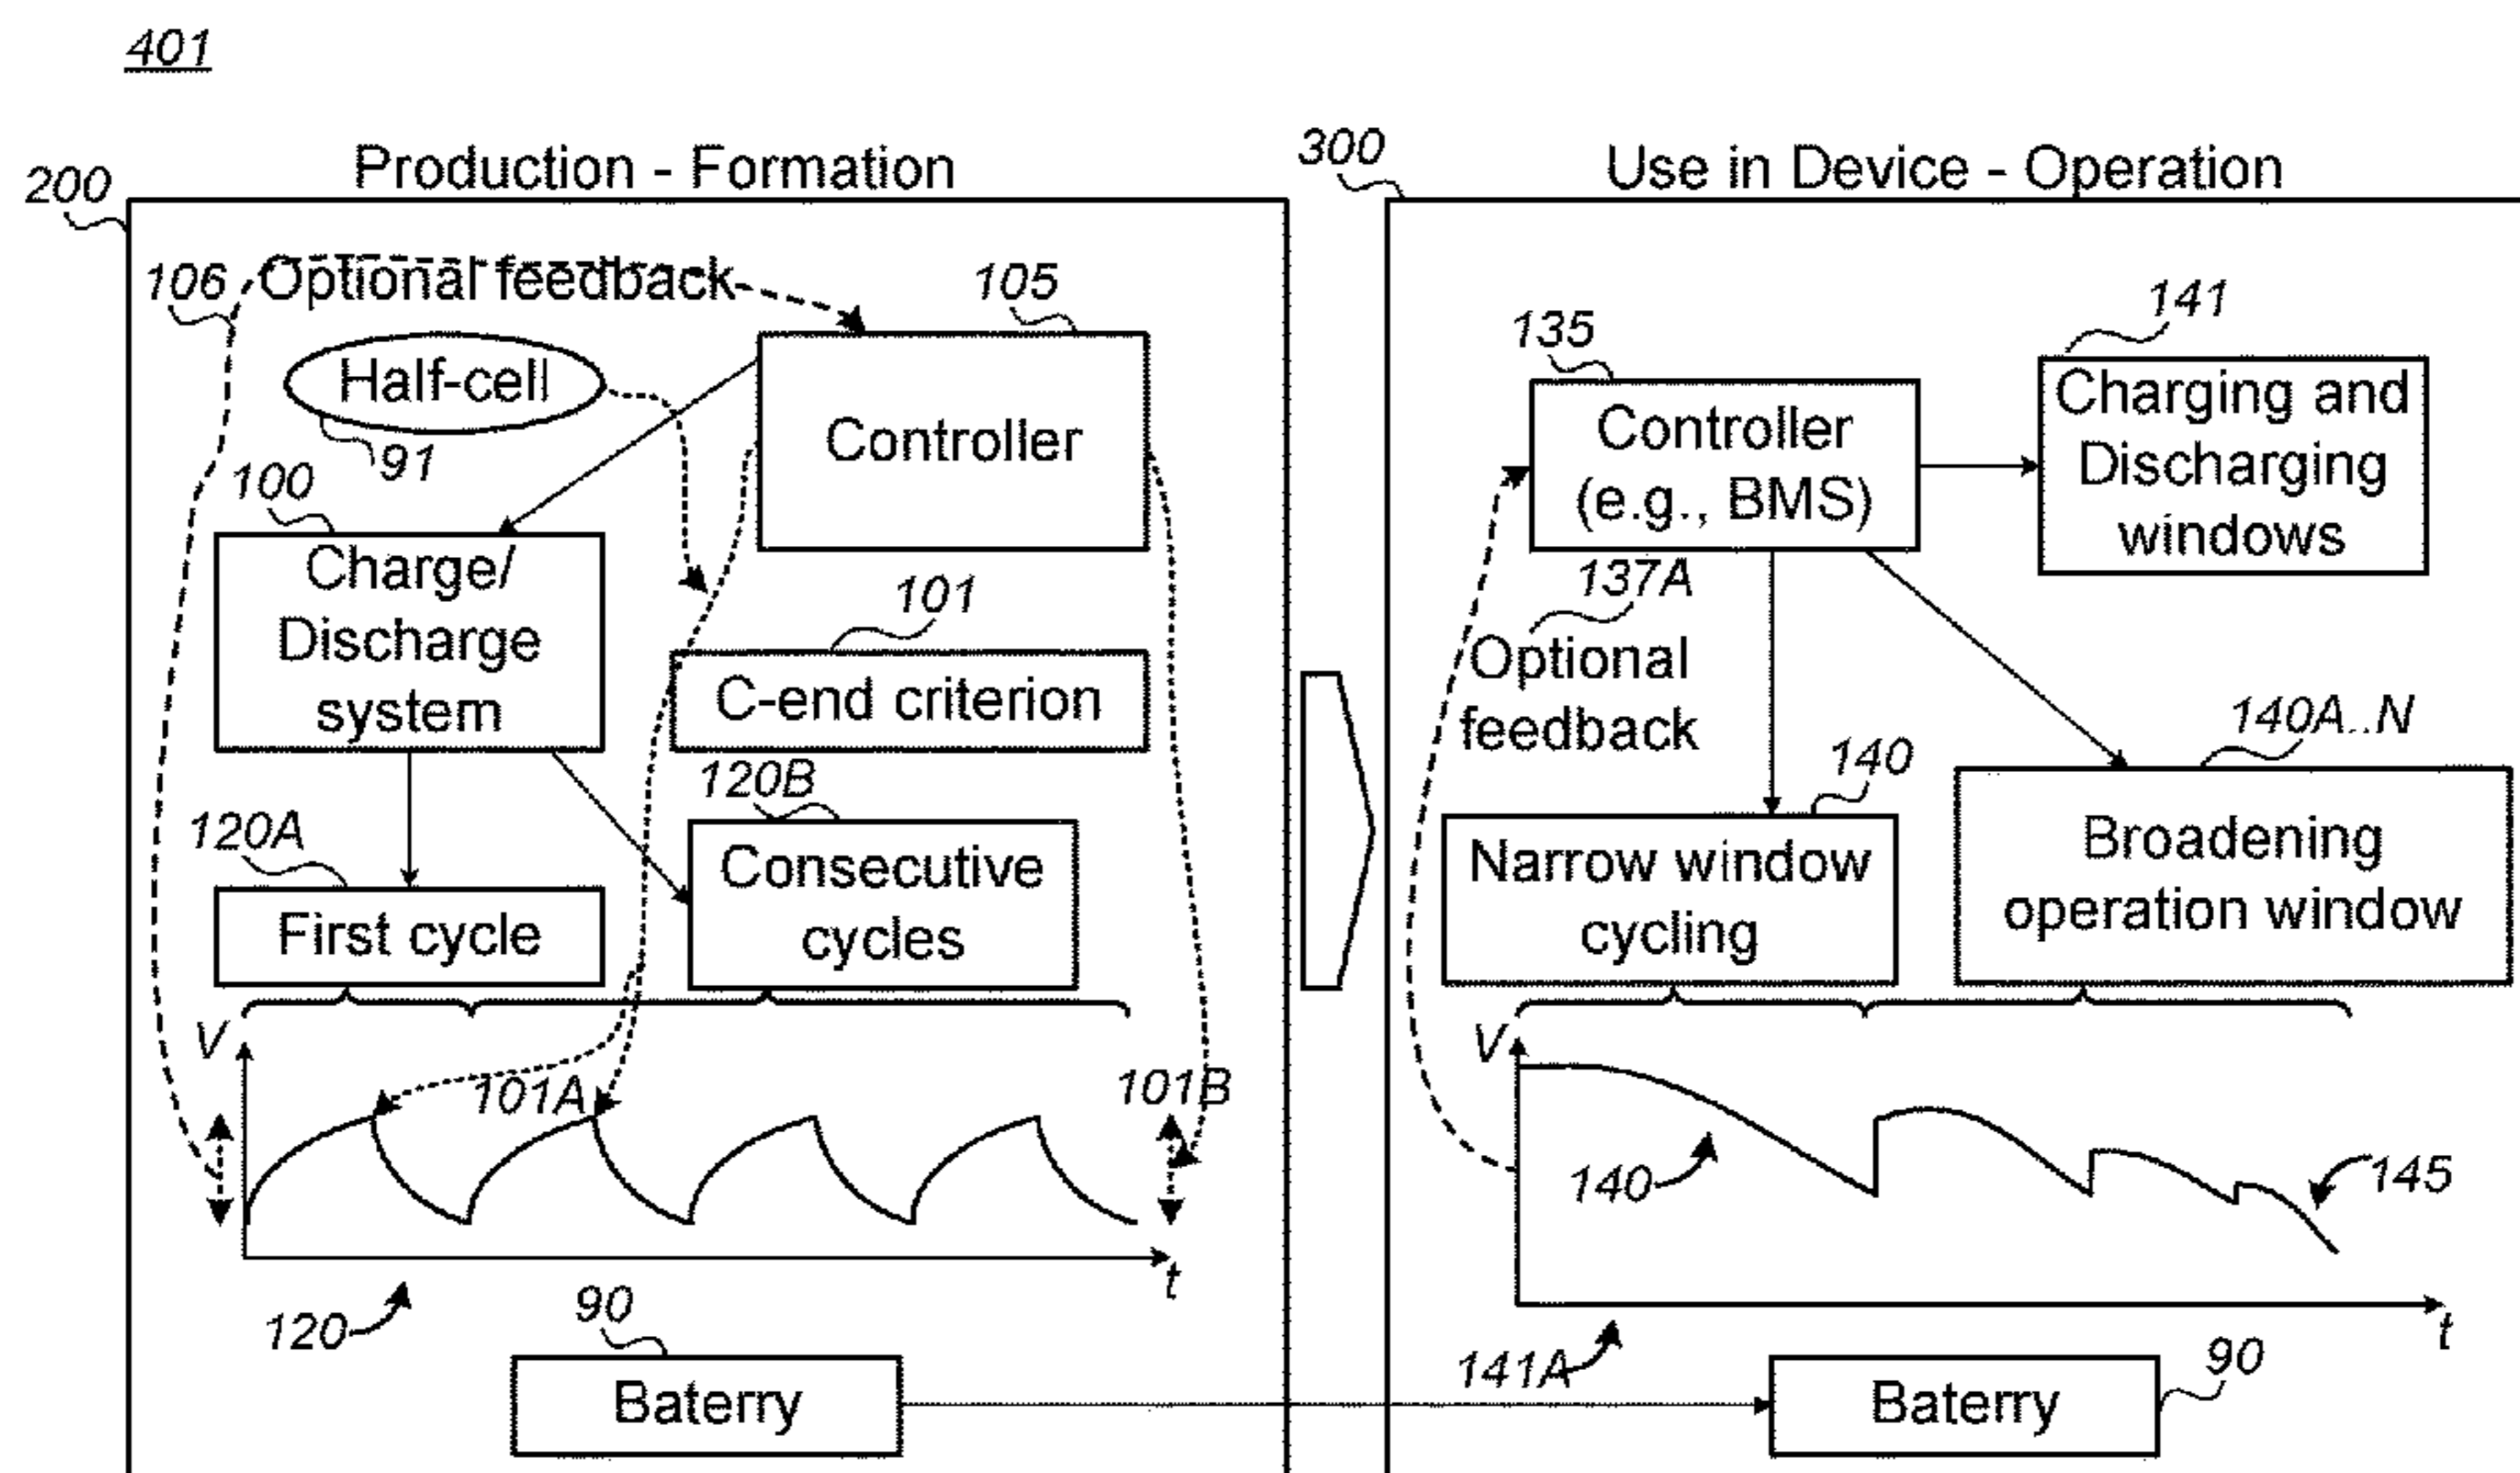 401
200
Production - Formation
300
Use in Device - Operation
106
Optional feedback
105
Half-cell
91
Controller
100
Charge/
Discharge
system
101
C-end criterion
120B
120A
First cycle
Consecutive
cycles
V
101A
101B
t
120
90
Baterry
135
141
Controller
(e.g., BMS)
Charging and
Discharging
windows
137A
Optional
feedback
140
140A..N
Narrow window
cycling
Broadening
operation window
V
140
145
t
141A
90
Baterry